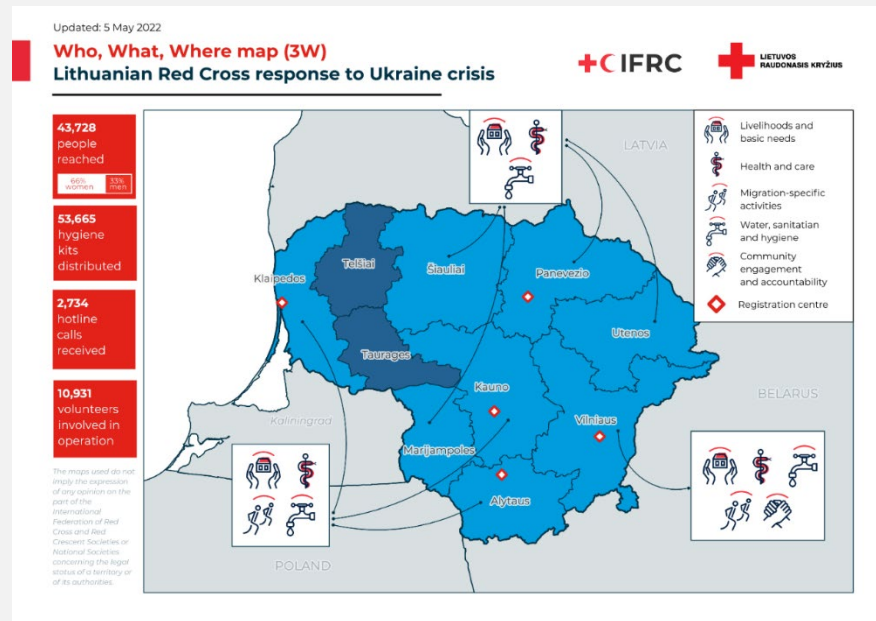 Updated: 5 May 2022
Who, What, Where map (3W)
Lithuanian Red Cross response to Ukraine crisis
IFRC
LIETUVOS
RAUDONASIS KRYŽIUS
43,728
people
reached
66%
women
33%
men
53,665
hygiene
kits
distributed
2,734
hotline
calls
received
10,931
volunteers
involved in
operation
The maps used do not
imply the expression
of any opinion on the
part of the
International
Federation of Red
Cross and Red
Crescent Societies or
National Societies
concerning the legal
status of a territory or
of its authorities.
LATVIA
Telšiai
Šiauliai
Panevezio
Klaipedos
Utenos
Taurages
Kauno
BELARUS
Kaliningrad
Vilniaus
Marijampoles
Alytaus
POLAND
Livelihoods and
basic needs
Health and care
Migration-specific
activities
Water, sanitatian
and hygiene
Community
engagement
and accountability
Registration centre